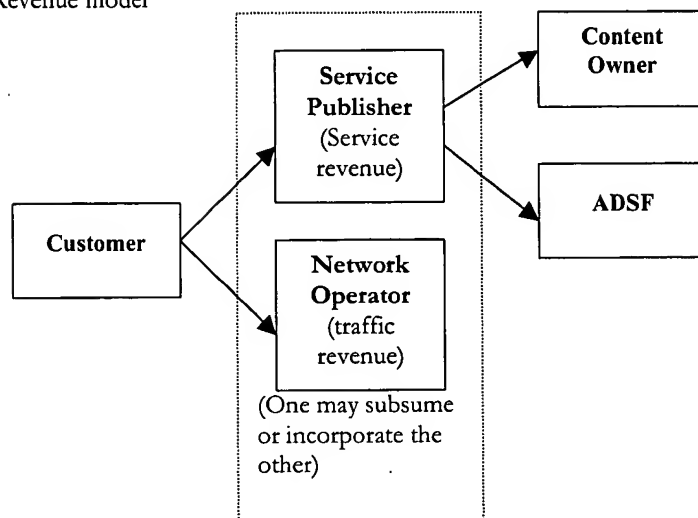 Revenue model
Content
Owner
Service
Publisher
(Service
revenue)
ADSF
Customer
Network
Operator
(traffic
revenue)
(One may subsume
or incorporate the
other)